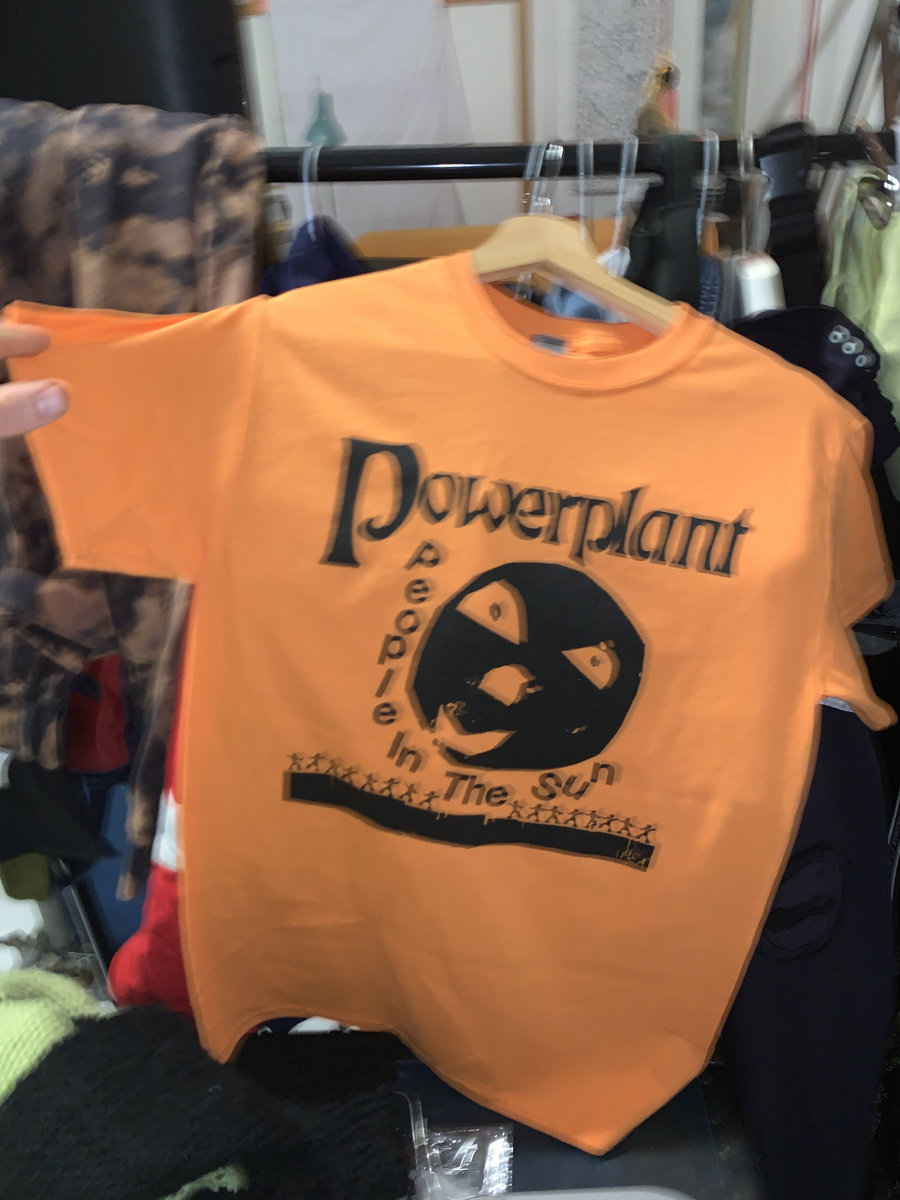 Powerplant
People
In The Sun